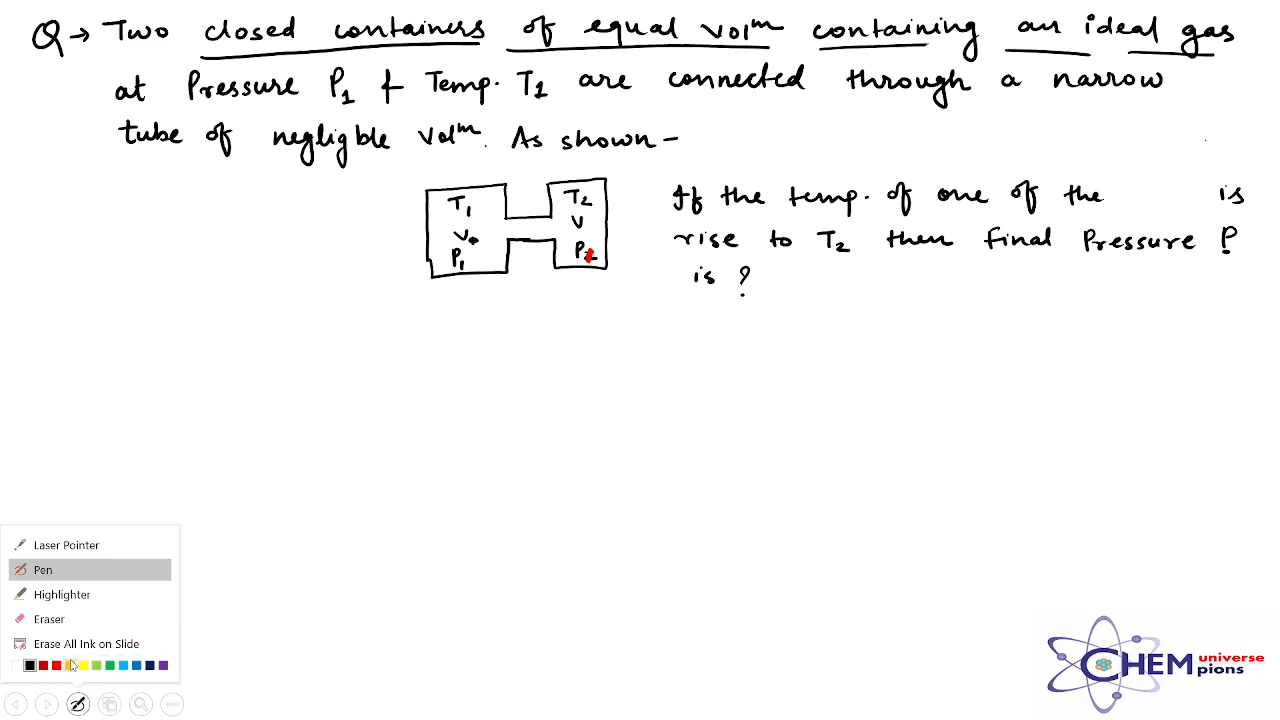 Q → Two closed containers of equal volm containing an ideal gas
at Pressure P1 & Temp. T1 are connected through a narrow
tube of negligble Volm. As shown -
T1
V
P1
T2
V
P2
If the temp. of one of the is
rise to T2 then final Pressure P
is ?
Laser Pointer
Pen
Highlighter
Eraser
Erase All Ink on Slide
CHEM universe
pions